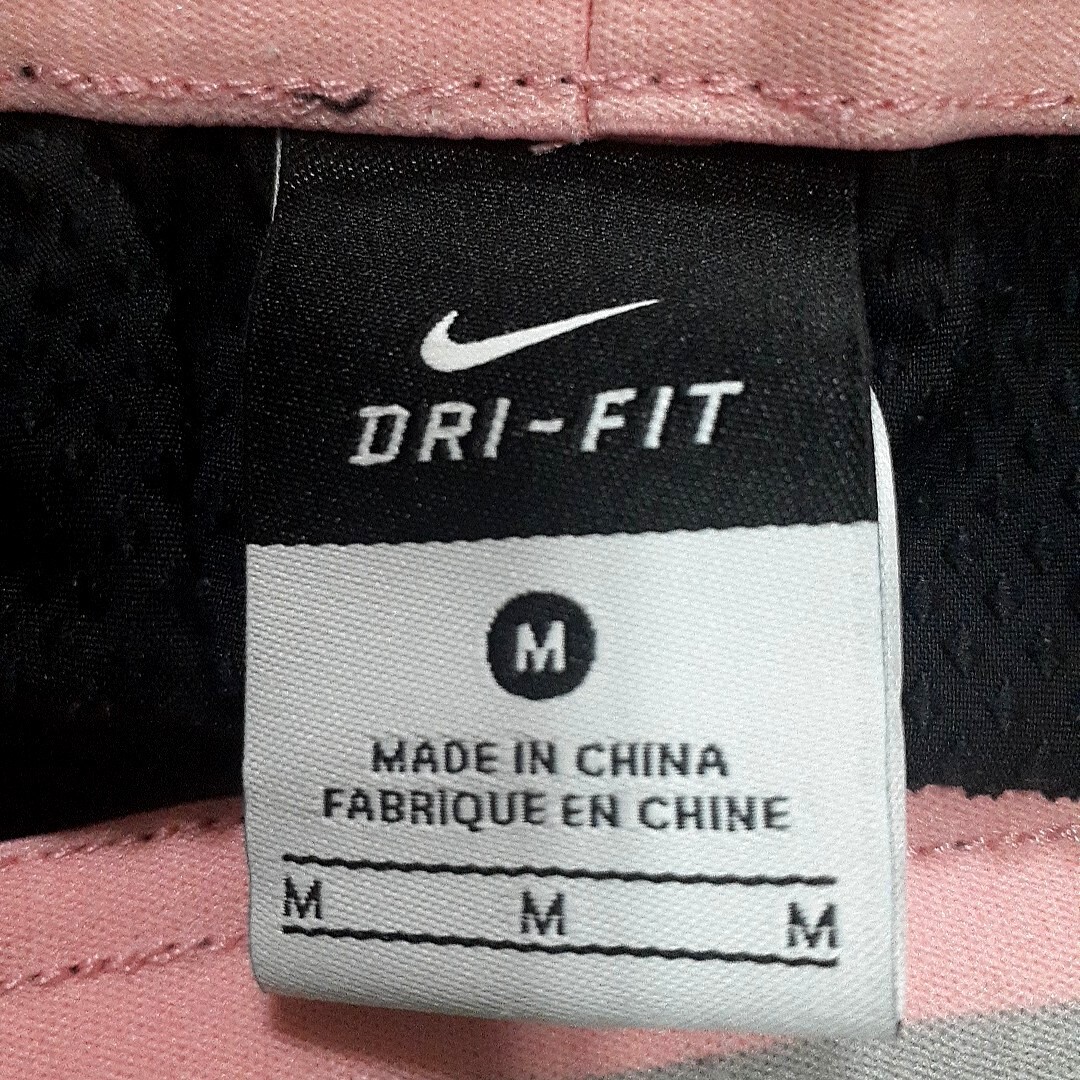 DRI-FIT
M
MADE IN CHINA
FABRIQUE EN CHINE
M M M